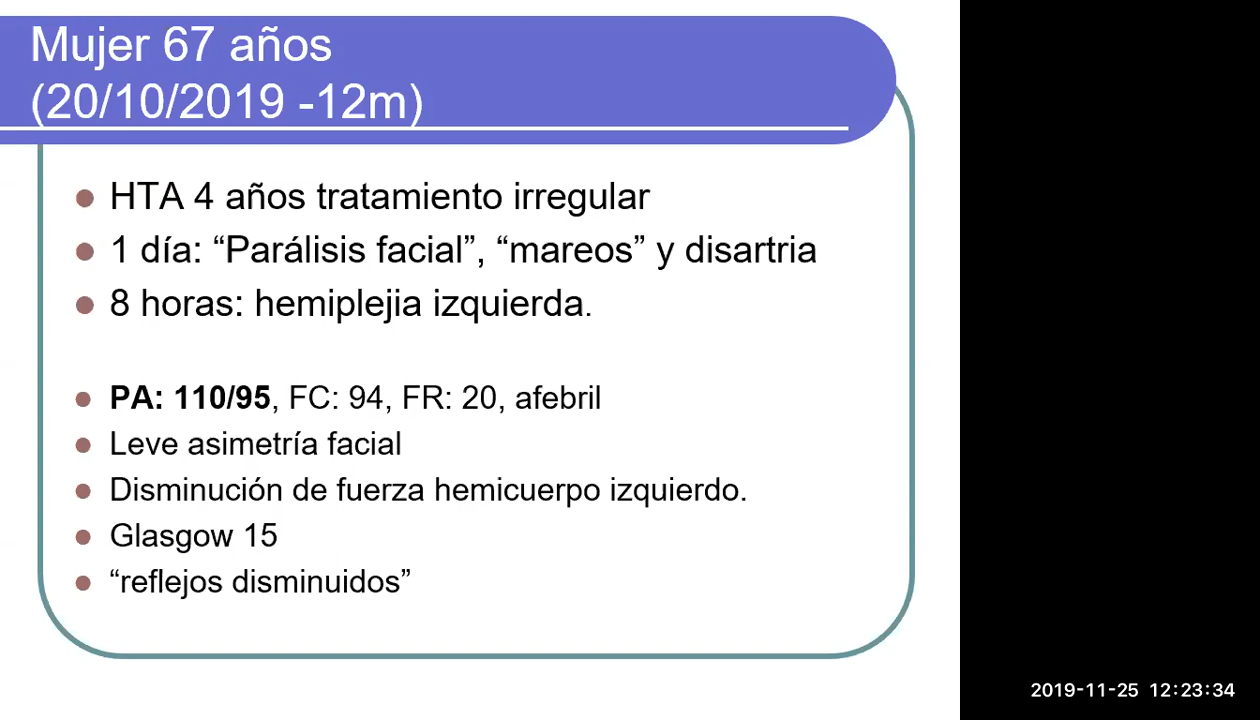 Mujer 67 años
(20/10/2019 -12m)
HTA 4 años tratamiento irregular
1 día: “Parálisis facial”, “mareos” y disartria
8 horas: hemiplejia izquierda.
PA: 110/95, FC: 94, FR: 20, afebril
Leve asimetría facial
Disminución de fuerza hemicuerpo izquierdo.
Glasgow 15
“reflejos disminuidos”
2019-11-25 12:23:34